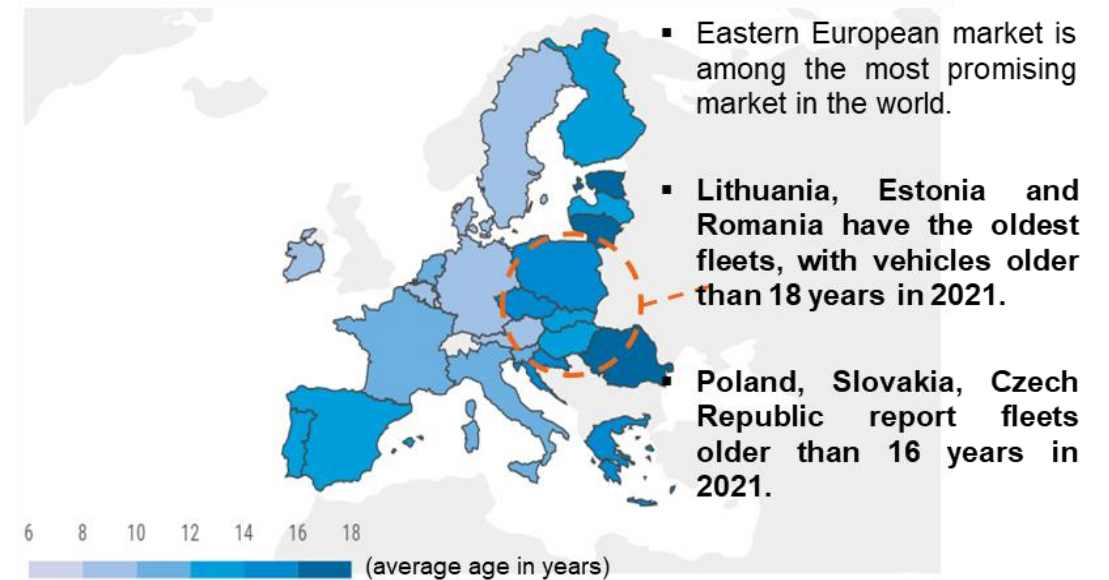 ▪ Eastern European market is
among the most promising
market in the world.
▪ Lithuania, Estonia and
Romania have the oldest
fleets, with vehicles older
than 18 years in 2021.
▪ Poland, Slovakia, Czech
Republic report fleets
older than 16 years in
2021.
6 8 10 12 14 16 18
(average age in years)